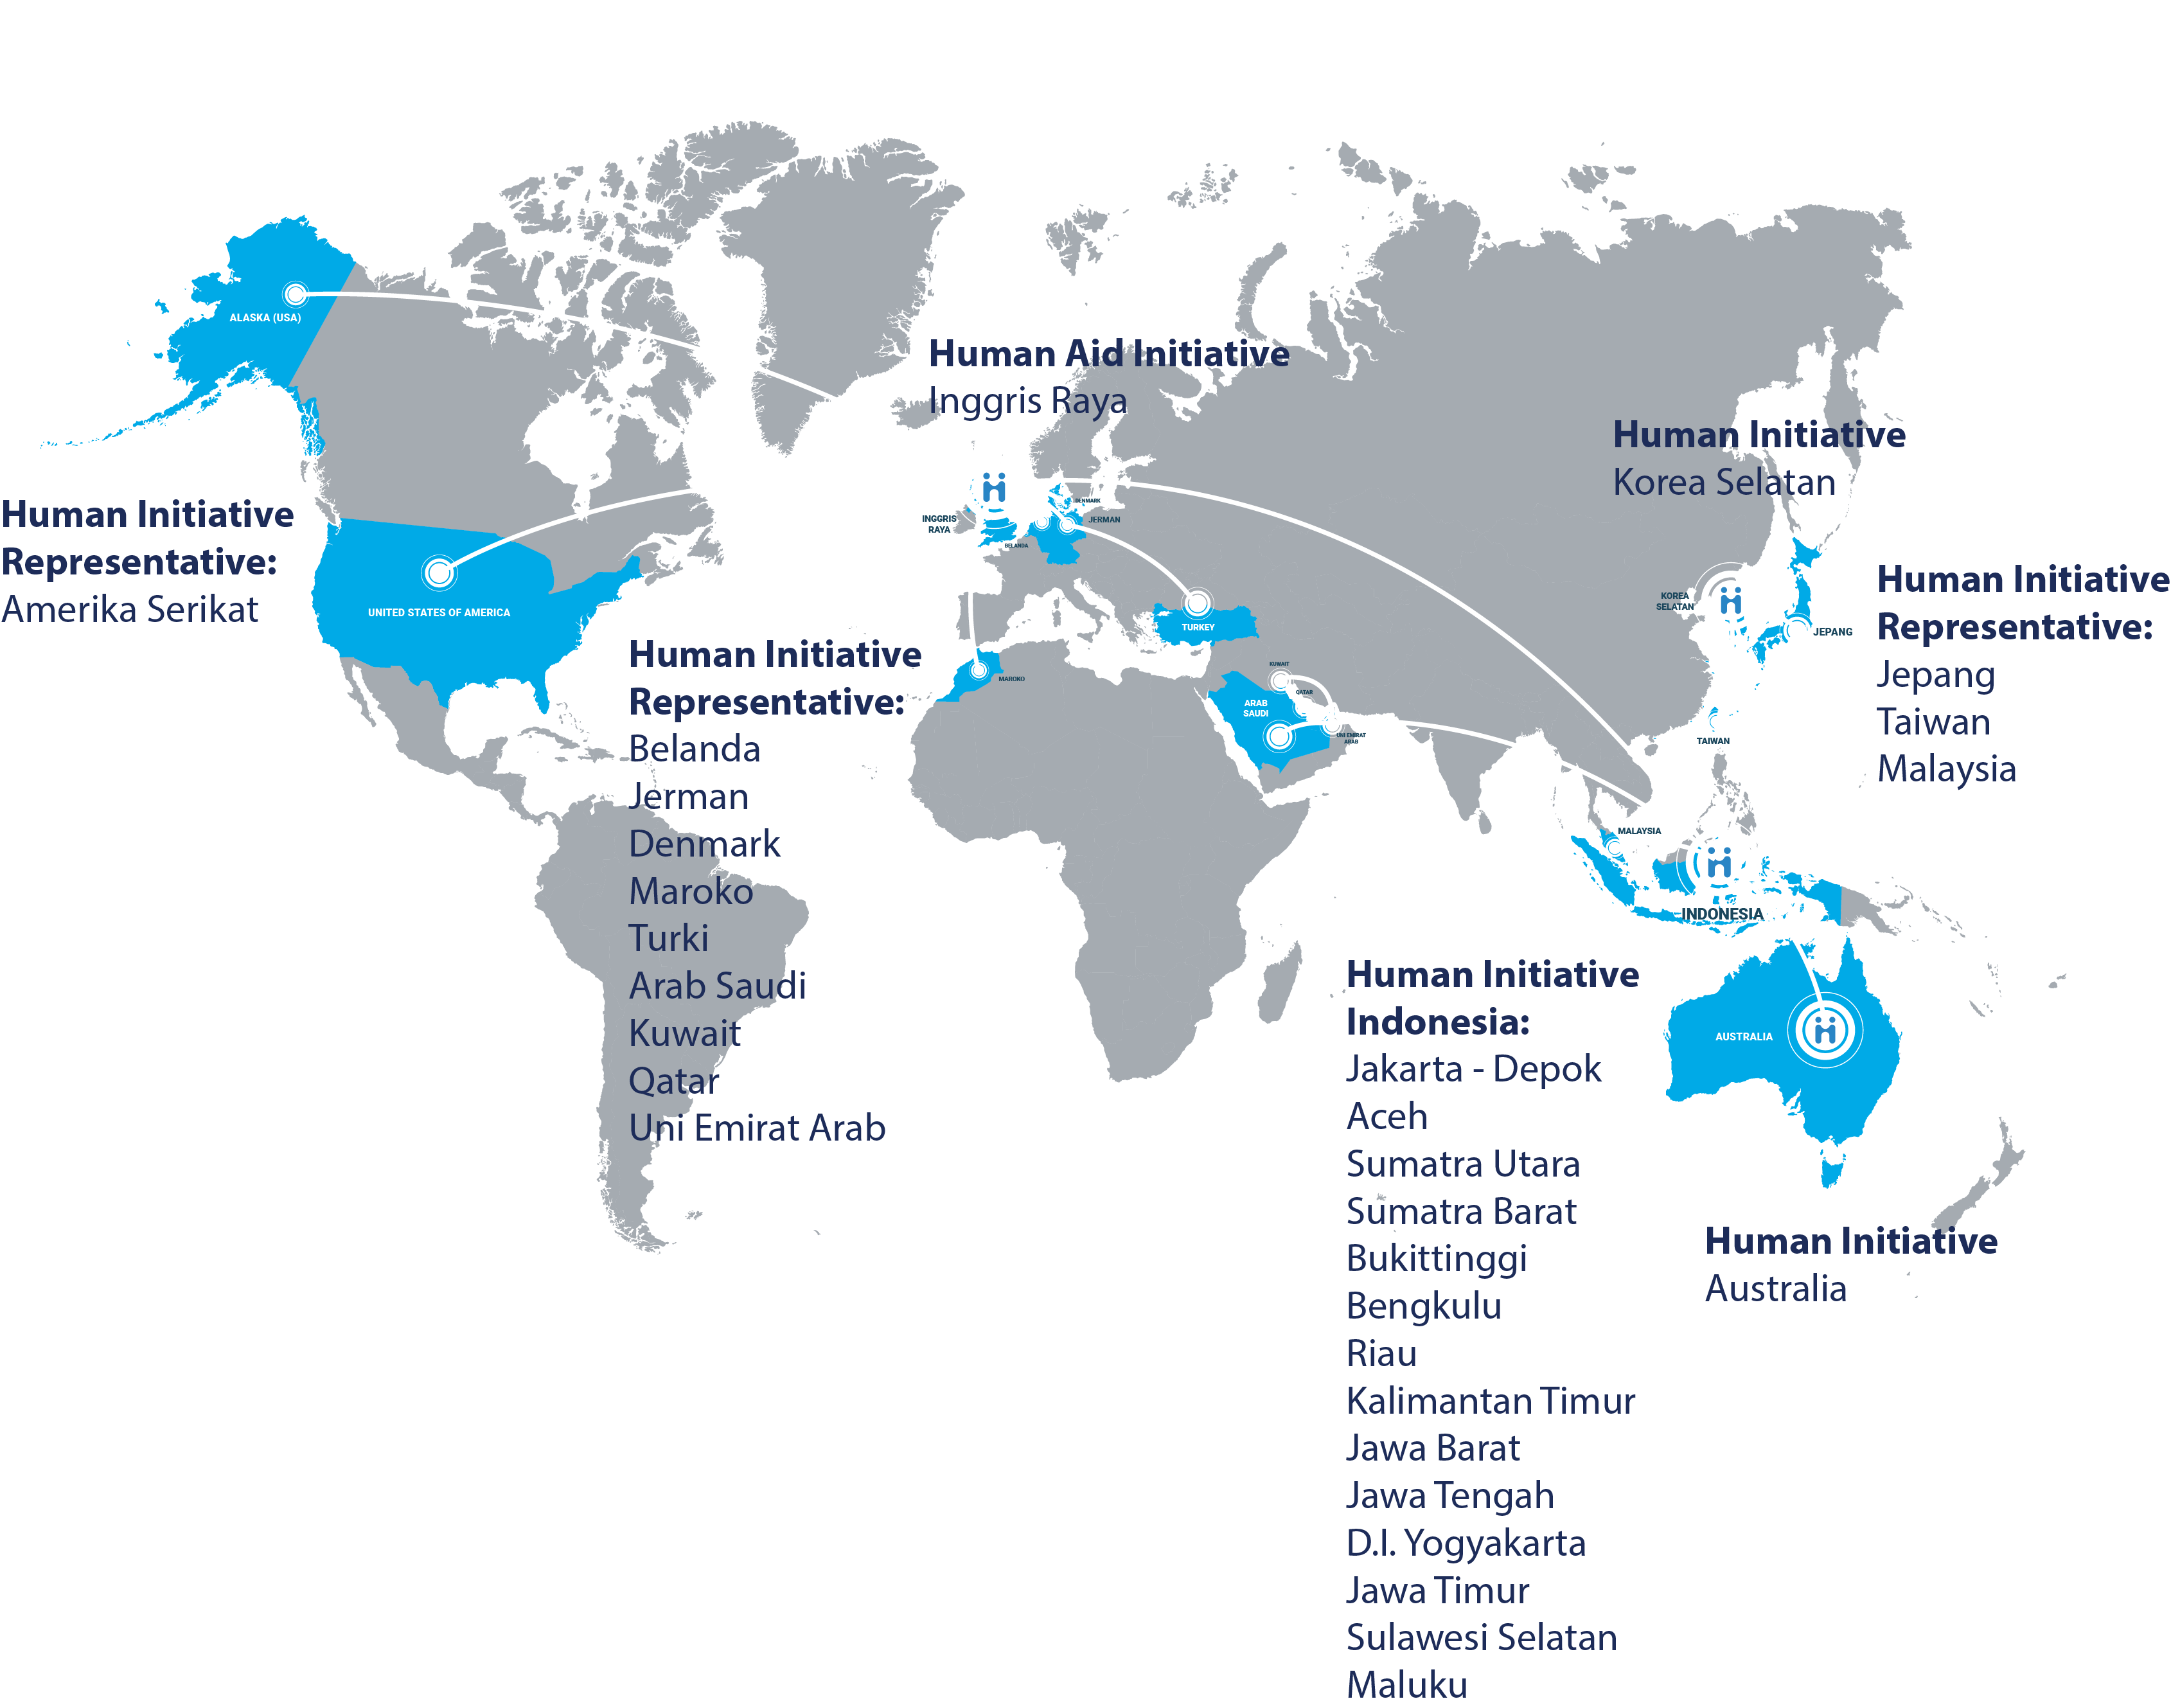 ALASKA (USA)
Human Initiative
Representative:
Amerika Serikat
UNITED STATES OF AMERICA
Human Initiative
Representative:
Belanda
Jerman
Denmark
Maroko
Turki
Arab Saudi
Kuwait
Qatar
Uni Emirat Arab
Human Aid Initiative
Inggris Raya
INGGRIS
RAYA
DENMARK
JERMAN
BELANDA
TURKEY
MAROKO
KUWAIT
QATAR
ARAB
SAUDI
UNI EMIRAT
ARAB
Human Initiative
Korea Selatan
KOREA
SELATAN
JEPANG
TAIWAN
Human Initiative
Representative:
Jepang
Taiwan
Malaysia
MALAYSIA
INDONESIA
AUSTRALIA
Human Initiative
Indonesia:
Jakarta - Depok
Aceh
Sumatra Utara
Sumatra Barat
Bukittinggi
Bengkulu
Riau
Kalimantan Timur
Jawa Barat
Jawa Tengah
D.I. Yogyakarta
Jawa Timur
Sulawesi Selatan
Maluku
Human Initiative
Australia